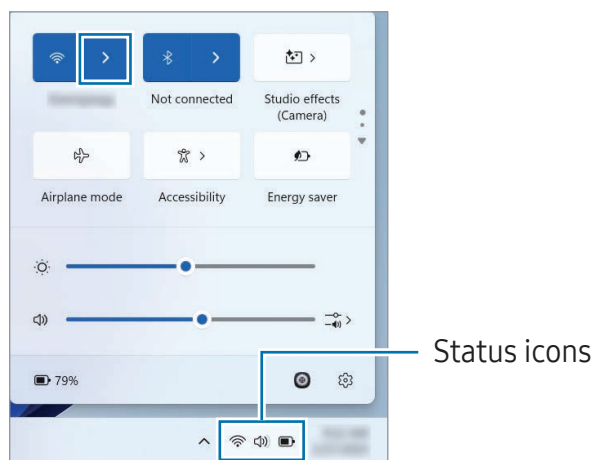 Not connected
Studio effects
(Camera)
Airplane mode
Accessibility
Energy saver
79%
Status icons